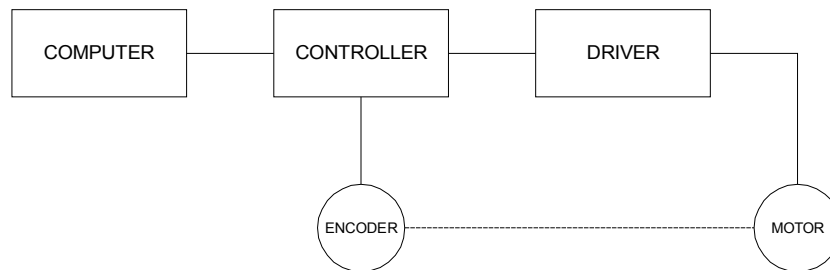 COMPUTER
CONTROLLER
DRIVER
ENCODER
MOTOR